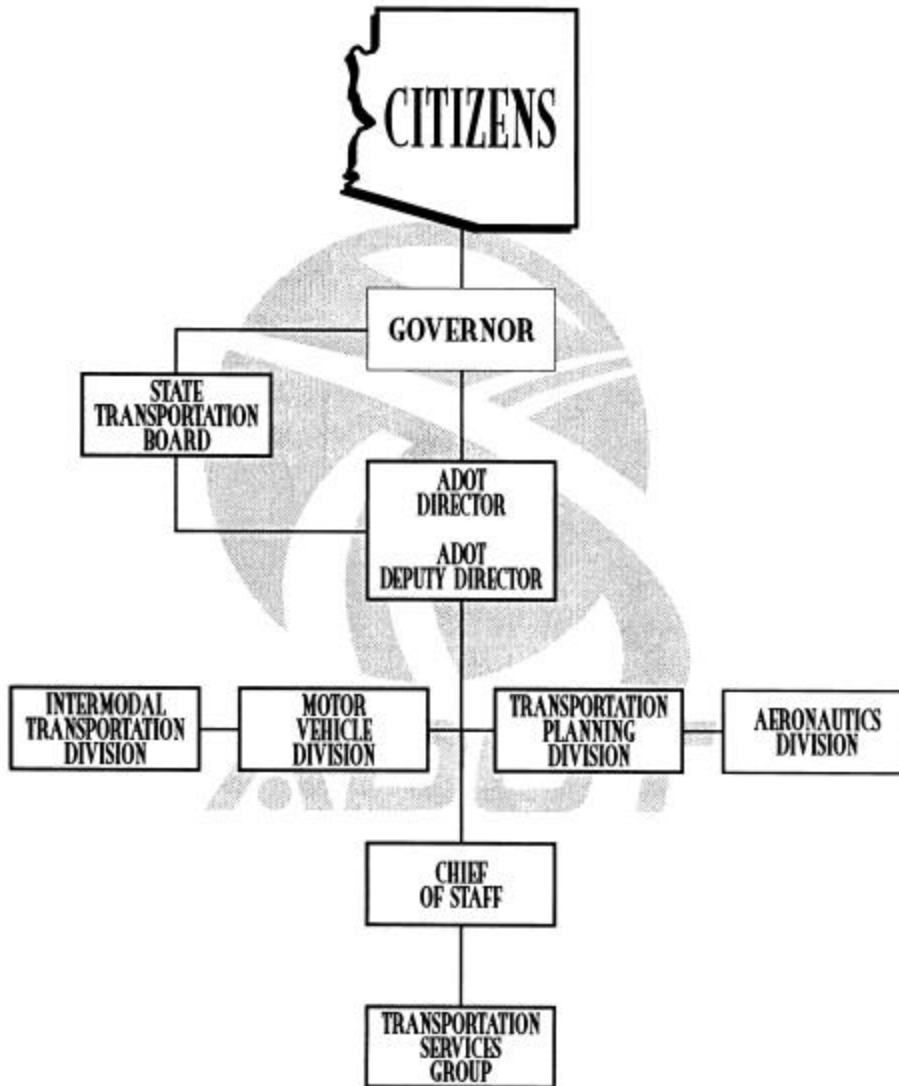 CITIZENS
GOVERNOR
STATE
TRANSPORTATION
BOARD
ADOT
DIRECTOR
ADOT
DEPUTY DIRECTOR
INTERMODAL
TRANSPORTATION
DIVISION
MOTOR
VEHICLE
DIVISION
TRANSPORTATION
PLANNING
DIVISION
AERONAUTICS
DIVISION
ADOT
CHIEF
OF STAFF
TRANSPORTATION
SERVICES
GROUP